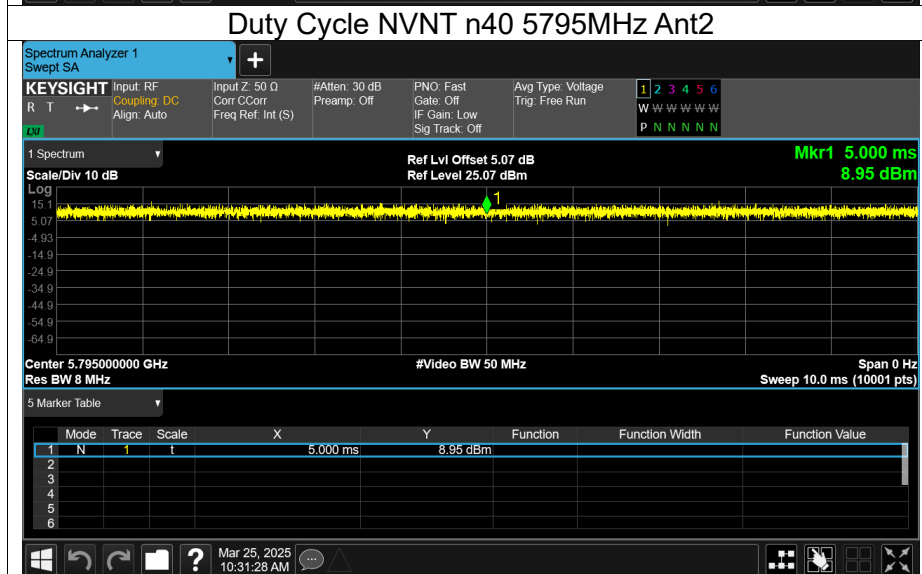 Duty Cycle NVNT n40 5795MHz Ant2
Spectrum Analyzer 1
Swept SA
+
KEYSIGHT
R T
LXI
Input: RF
Coupling: DC
Align: Auto
Input Z: 50 Ω
Corr CCorr
Freq Ref: Int (S)
#Atten: 30 dB
Preamp: Off
PNO: Fast
Gate: Off
IF Gain: Low
Sig Track: Off
Avg Type: Voltage
Trig: Free Run
1 2 3 4 5 6
W W W W W W
P N N N N N
1 Spectrum
Scale/Div 10 dB
Ref Lvl Offset 5.07 dB
Ref Level 25.07 dBm
Mkr1 5.000 ms
8.95 dBm
Log
15.1
5.07
-4.93
-14.9
-24.9
-34.9
-44.9
-54.9
-64.9
1
Center 5.795000000 GHz
#Video BW 50 MHz
Span 0 Hz
Res BW 8 MHz
Sweep 10.0 ms (10001 pts)
5 Marker Table
Mode Trace Scale X Y Function Function Width Function Value
1 N 1 t 5.000 ms 8.95 dBm
2
3
4
5
6
?
Mar 25, 2025
10:31:28 AM